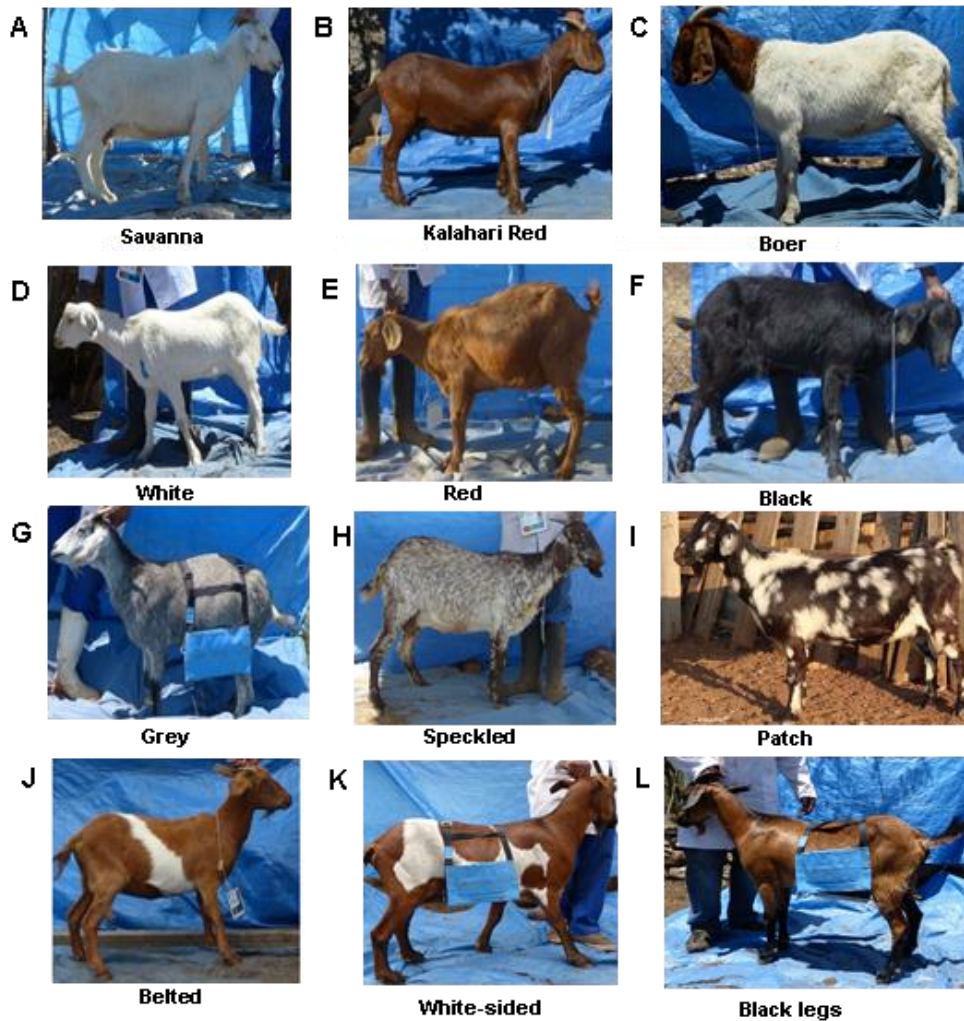 A
B
C
Savanna
Kalahari Red
Boer
D
E
F
White
Red
Black
G
H
I
Grey
Speckled
Patch
J
K
L
Belted
White-sided
Black legs